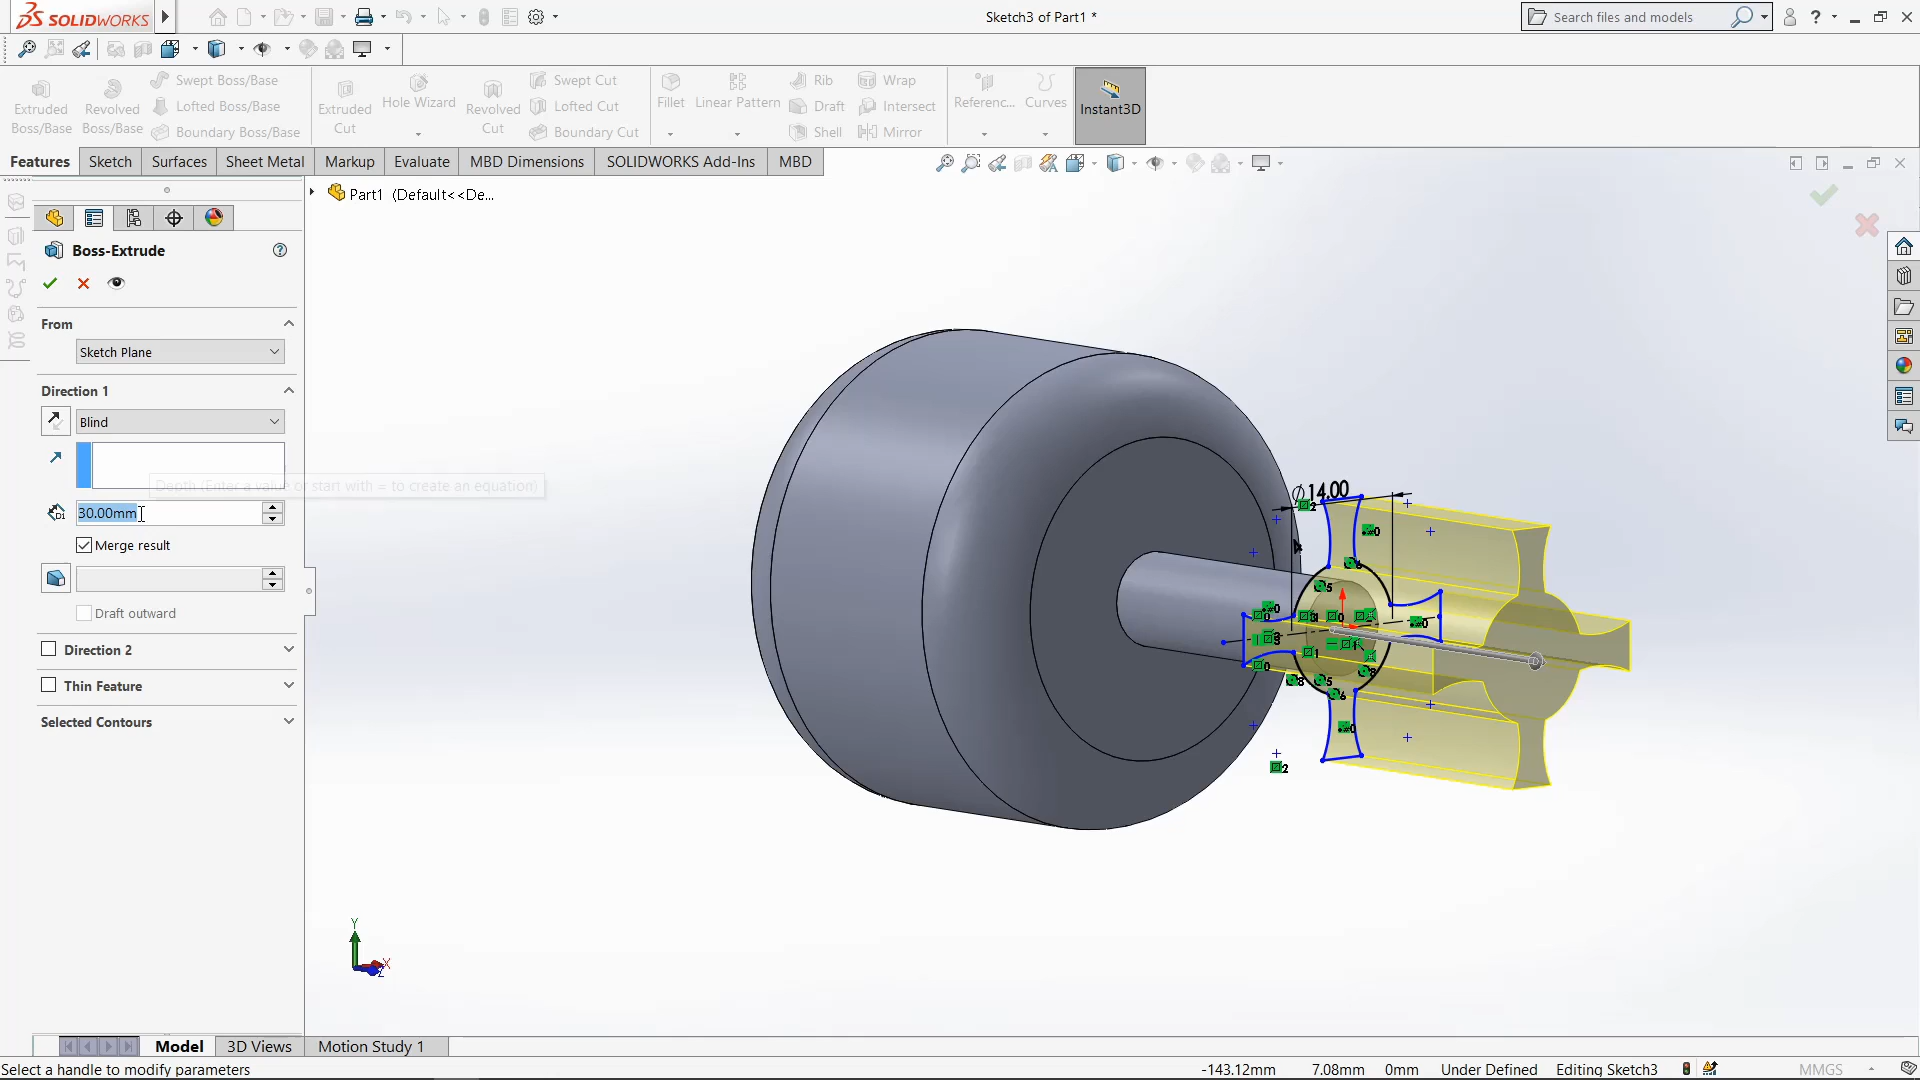 SOLIDWORKS
Sketch3 of Part1 *
Search files and models
?
Extruded Boss/Base
Revolved Boss/Base
Swept Boss/Base
Lofted Boss/Base
Boundary Boss/Base
Extruded Cut
Hole Wizard
Revolved Cut
Swept Cut
Lofted Cut
Boundary Cut
Fillet
Linear Pattern
Rib
Draft
Shell
Wrap
Intersect
Mirror
Referenc...
Curves
Instant3D
Features
Sketch
Surfaces
Sheet Metal
Markup
Evaluate
MBD Dimensions
SOLIDWORKS Add-Ins
MBD
Part1 (Default<<De...
Boss-Extrude
From
Sketch Plane
Direction 1
Blind
Depth (Enter a value or start with = to create an equation)
30.00mm
Merge result
Draft outward
Direction 2
Thin Feature
Selected Contours
∅14.00
Y
X
Z
Model
3D Views
Motion Study 1
Select a handle to modify parameters
-143.12mm
7.08mm
0mm
Under Defined
Editing Sketch3
MMGS